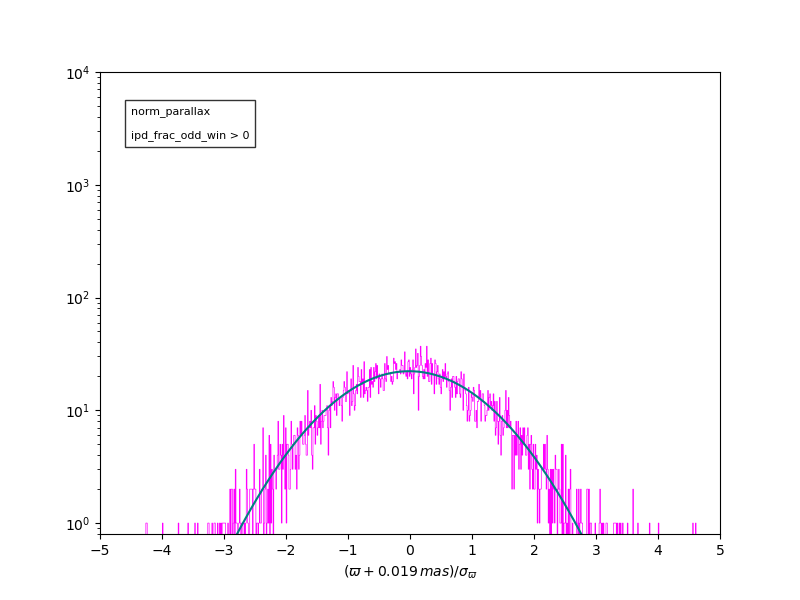 10⁴
norm_parallax
ipd_frac_odd_win > 0
10³
10²
10¹
10⁰
−5 −4 −3 −2 −1 0 1 2 3 4 5
(ϖ + 0.019 mas)/σ_ϖ